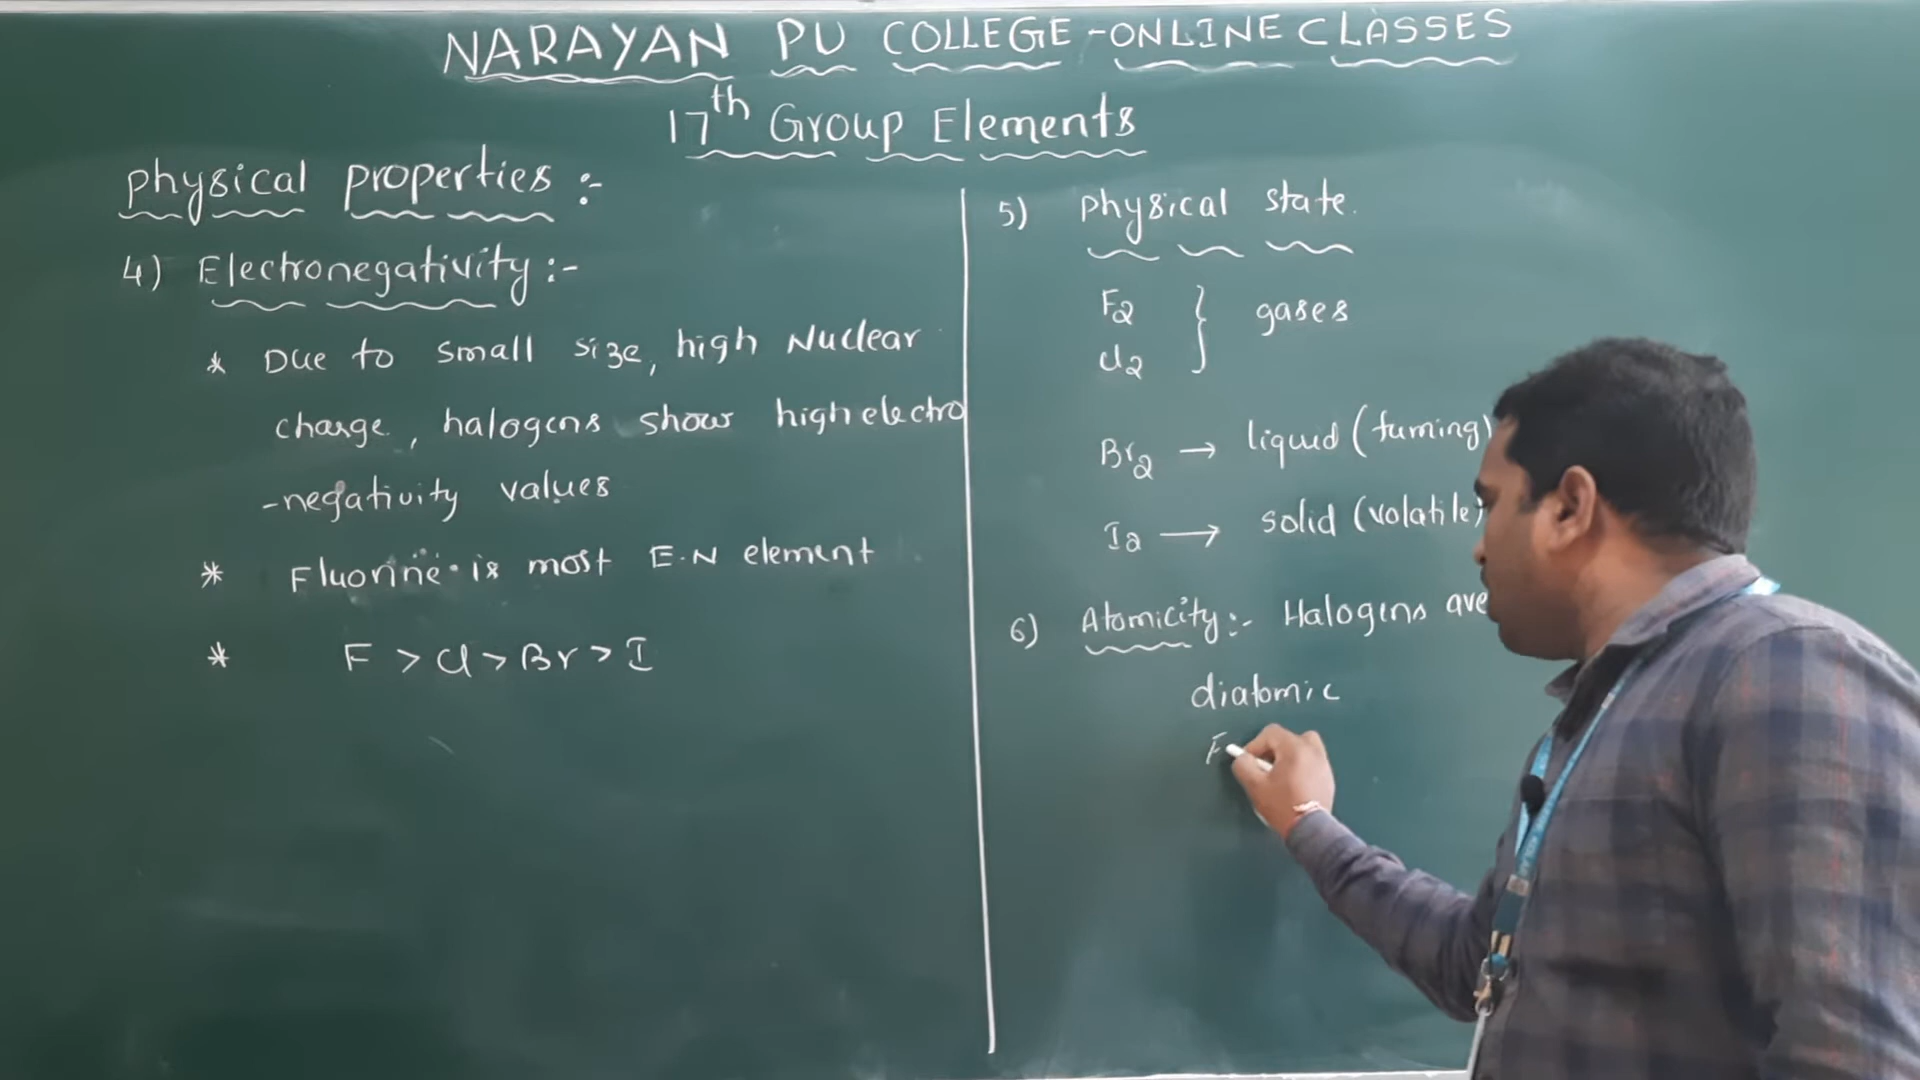 NARAYAN PU COLLEGE - ONLINE CLASSES
17th Group Elements
physical properties :-
4) Electronegativity :-
* Due to small size, high Nuclear
charge, halogens show high electro
-negativity values
* Fluorine is most E.N element
* F > Cl > Br > I
5) physical state.
F2
Cl2 } gases
Br2 → liquid (fuming)
I2 → solid (volatile)
6) Atomicity :- Halogens are
diatomic
F